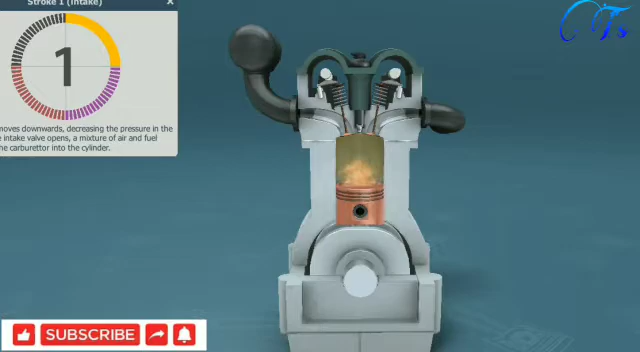 Stroke 1 (Intake)
1
moves downwards, decreasing the pressure in the
intake valve opens, a mixture of air and fuel
carburettor into the cylinder.
SUBSCRIBE